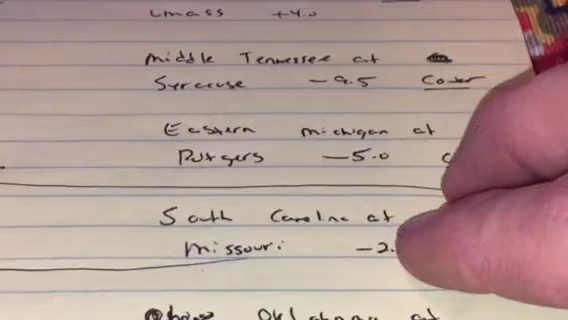 Umass +4.0
Middle Tennessee at
Syracuse -9.5 Cover
Eastern Michigan at
Rutgers -5.0 C
South Carolina at
Missouri -2.
Oklahoma at